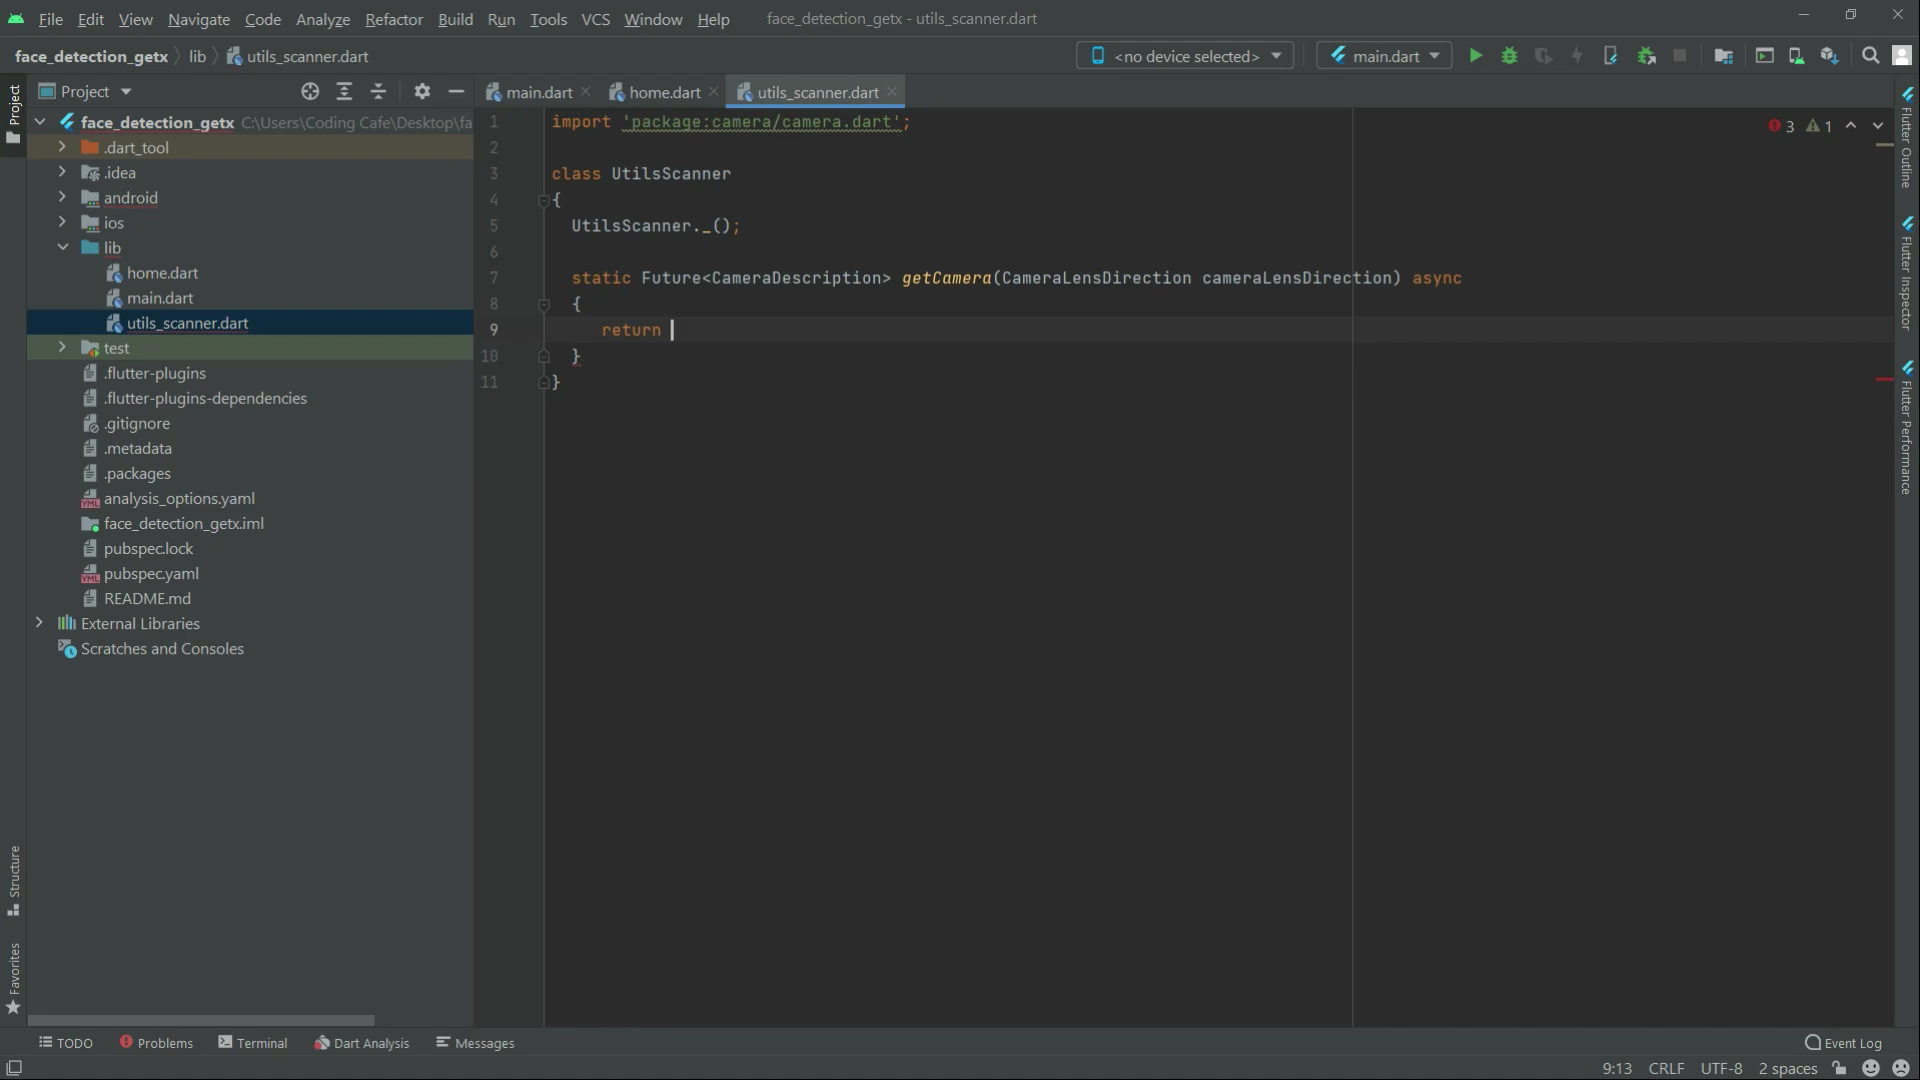 File Edit View Navigate Code Analyze Refactor Build Run Tools VCS Window Help face_detection_getx - utils_scanner.dart
face_detection_getx lib utils_scanner.dart <no device selected> main.dart
Project main.dart home.dart utils_scanner.dart
face_detection_getx C:\Users\Coding Cafe\Desktop\fa
.dart_tool
.idea
android
ios
lib
home.dart
main.dart
utils_scanner.dart
test
.flutter-plugins
.flutter-plugins-dependencies
.gitignore
.metadata
.packages
analysis_options.yaml
face_detection_getx.iml
pubspec.lock
pubspec.yaml
README.md
External Libraries
Scratches and Consoles
1 import 'package:camera/camera.dart';
2
3 class UtilsScanner
4 {
5 UtilsScanner._();
6
7 static Future<CameraDescription> getCamera(CameraLensDirection cameraLensDirection) async
8 {
9 return
10 }
11 }
3 1
Project
Structure
Favorites
Flutter Outline
Flutter Inspector
Flutter Performance
TODO Problems Terminal Dart Analysis Messages Event Log
9:13 CRLF UTF-8 2 spaces